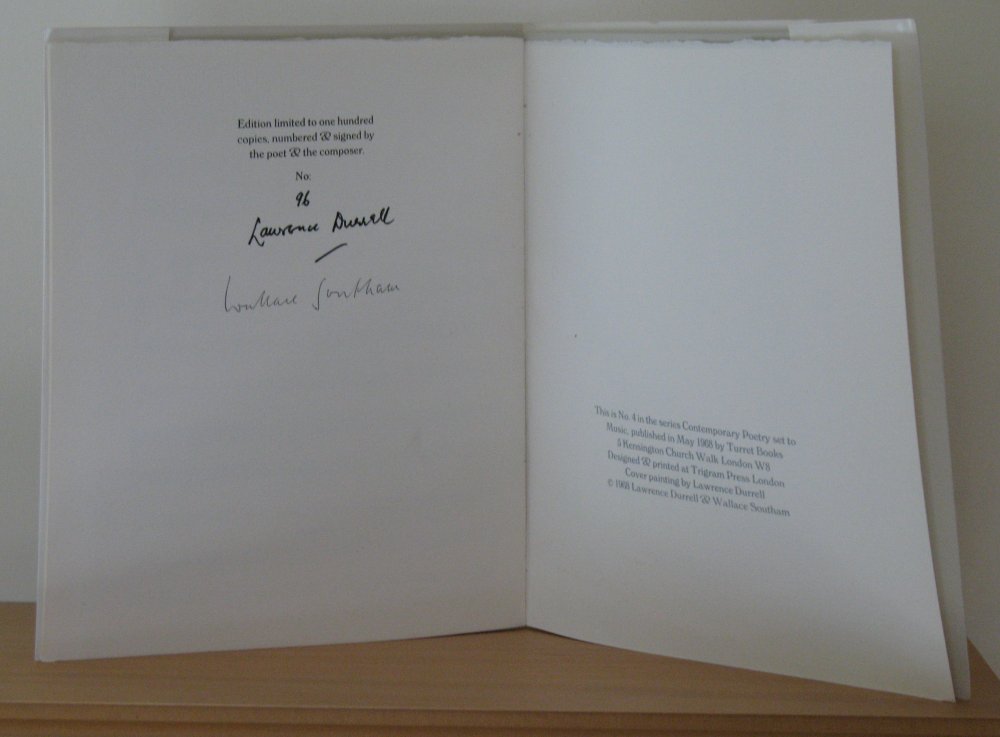 Edition limited to one hundred
copies, numbered & signed by
the poet & the composer.
No.
96
Lawrence Durrell
Wallace Southam
This is No. 4 in the series Contemporary Poetry set to
Music, published in May 1968 by Turret Books
5 Kensington Church Walk London W8
Designed & printed at Trigram Press London
Cover painting by Lawrence Durrell
© 1968 Lawrence Durrell & Wallace Southam